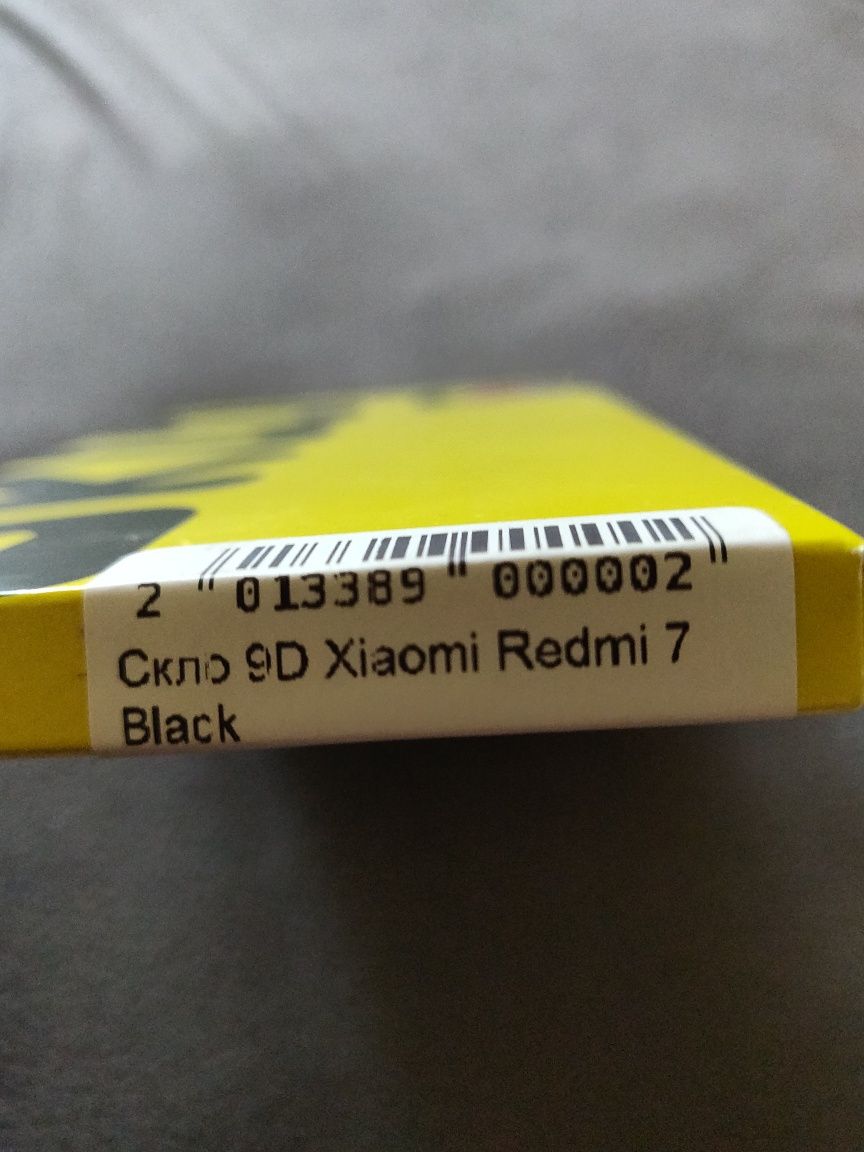 2 013389 000002
Скло 9D Xiaomi Redmi 7
Black